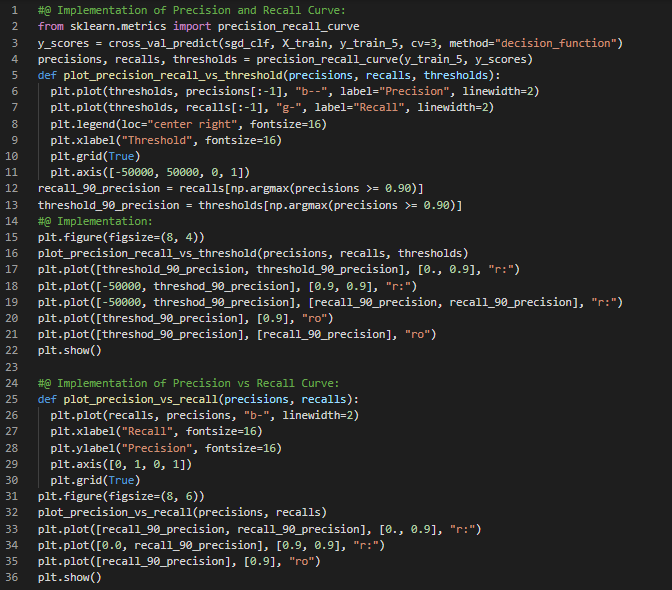 1 #@ Implementation of Precision and Recall Curve:
2 from sklearn.metrics import precision_recall_curve
3 y_scores = cross_val_predict(sgd_clf, X_train, y_train_5, cv=3, method="decision_function")
4 precisions, recalls, thresholds = precision_recall_curve(y_train_5, y_scores)
5 def plot_precision_recall_vs_threshold(precisions, recalls, thresholds):
6   plt.plot(thresholds, precisions[:-1], "b--", label="Precision", linewidth=2)
7   plt.plot(thresholds, recalls[:-1], "g-", label="Recall", linewidth=2)
8   plt.legend(loc="center right", fontsize=16)
9   plt.xlabel("Threshold", fontsize=16)
10   plt.grid(True)
11   plt.axis([-50000, 50000, 0, 1])
12 recall_90_precision = recalls[np.argmax(precisions >= 0.90)]
13 threshold_90_precision = thresholds[np.argmax(precisions >= 0.90)]
14 #@ Implementation:
15 plt.figure(figsize=(8, 4))
16 plot_precision_recall_vs_threshold(precisions, recalls, thresholds)
17 plt.plot([threshold_90_precision, threshold_90_precision], [0., 0.9], "r:")
18 plt.plot([-50000, threshod_90_precision], [0.9, 0.9], "r:")
19 plt.plot([-50000, threshod_90_precision], [recall_90_precision, recall_90_precision], "r:")
20 plt.plot([threshod_90_precision], [0.9], "ro")
21 plt.plot([threshod_90_precision], [recall_90_precision], "ro")
22 plt.show()
23
24 #@ Implementation of Precision vs Recall Curve:
25 def plot_precision_vs_recall(precisions, recalls):
26   plt.plot(recalls, precisions, "b-", linewidth=2)
27   plt.xlabel("Recall", fontsize=16)
28   plt.ylabel("Precision", fontsize=16)
29   plt.axis([0, 1, 0, 1])
30   plt.grid(True)
31 plt.figure(figsize=(8, 6))
32 plot_precision_vs_recall(precisions, recalls)
33 plt.plot([recall_90_precision, recall_90_precision], [0., 0.9], "r:")
34 plt.plot([0.0, recall_90_precision], [0.9, 0.9], "r:")
35 plt.plot([recall_90_precision], [0.9], "ro")
36 plt.show()